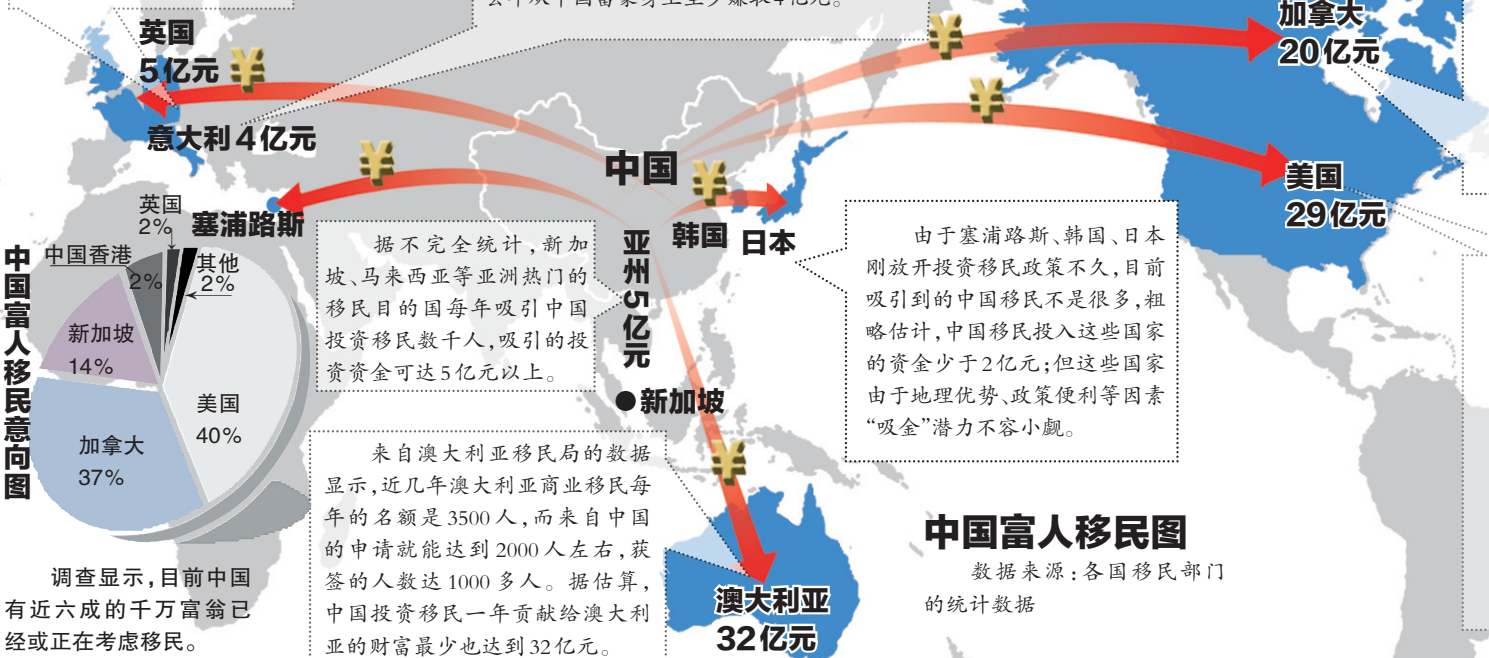 去年从中国富豪身上至少赚取4亿元。
英国
5亿元
意大利4亿元
加拿大
20亿元
美国
29亿元
中国
韩国
日本
塞浦路斯
亚州5亿元
新加坡
澳大利亚
32亿元
中国富人移民意向图
英国
2%
中国香港
2%
其他
2%
新加坡
14%
美国
40%
加拿大
37%
据不完全统计,新加
坡、马来西亚等亚洲热门的
移民目的国每年吸引中国
投资移民数千人,吸引的投
资资金可达5亿元以上。
由于塞浦路斯、韩国、日本
刚放开投资移民政策不久,目前
吸引到的中国移民不是很多,粗
略估计,中国移民投入这些国家
的资金少于2亿元;但这些国家
由于地理优势、政策便利等因素
“吸金”潜力不容小觑。
来自澳大利亚移民局的数据
显示,近几年澳大利亚商业移民每
年的名额是3500人,而来自中国
的申请就能达到2000人左右,获
签的人数达1000多人。据估算,
中国投资移民一年贡献给澳大利
亚的财富最少也达到32亿元。
调查显示,目前中国
有近六成的千万富翁已
经或正在考虑移民。
中国富人移民图
数据来源:各国移民部门
的统计数据